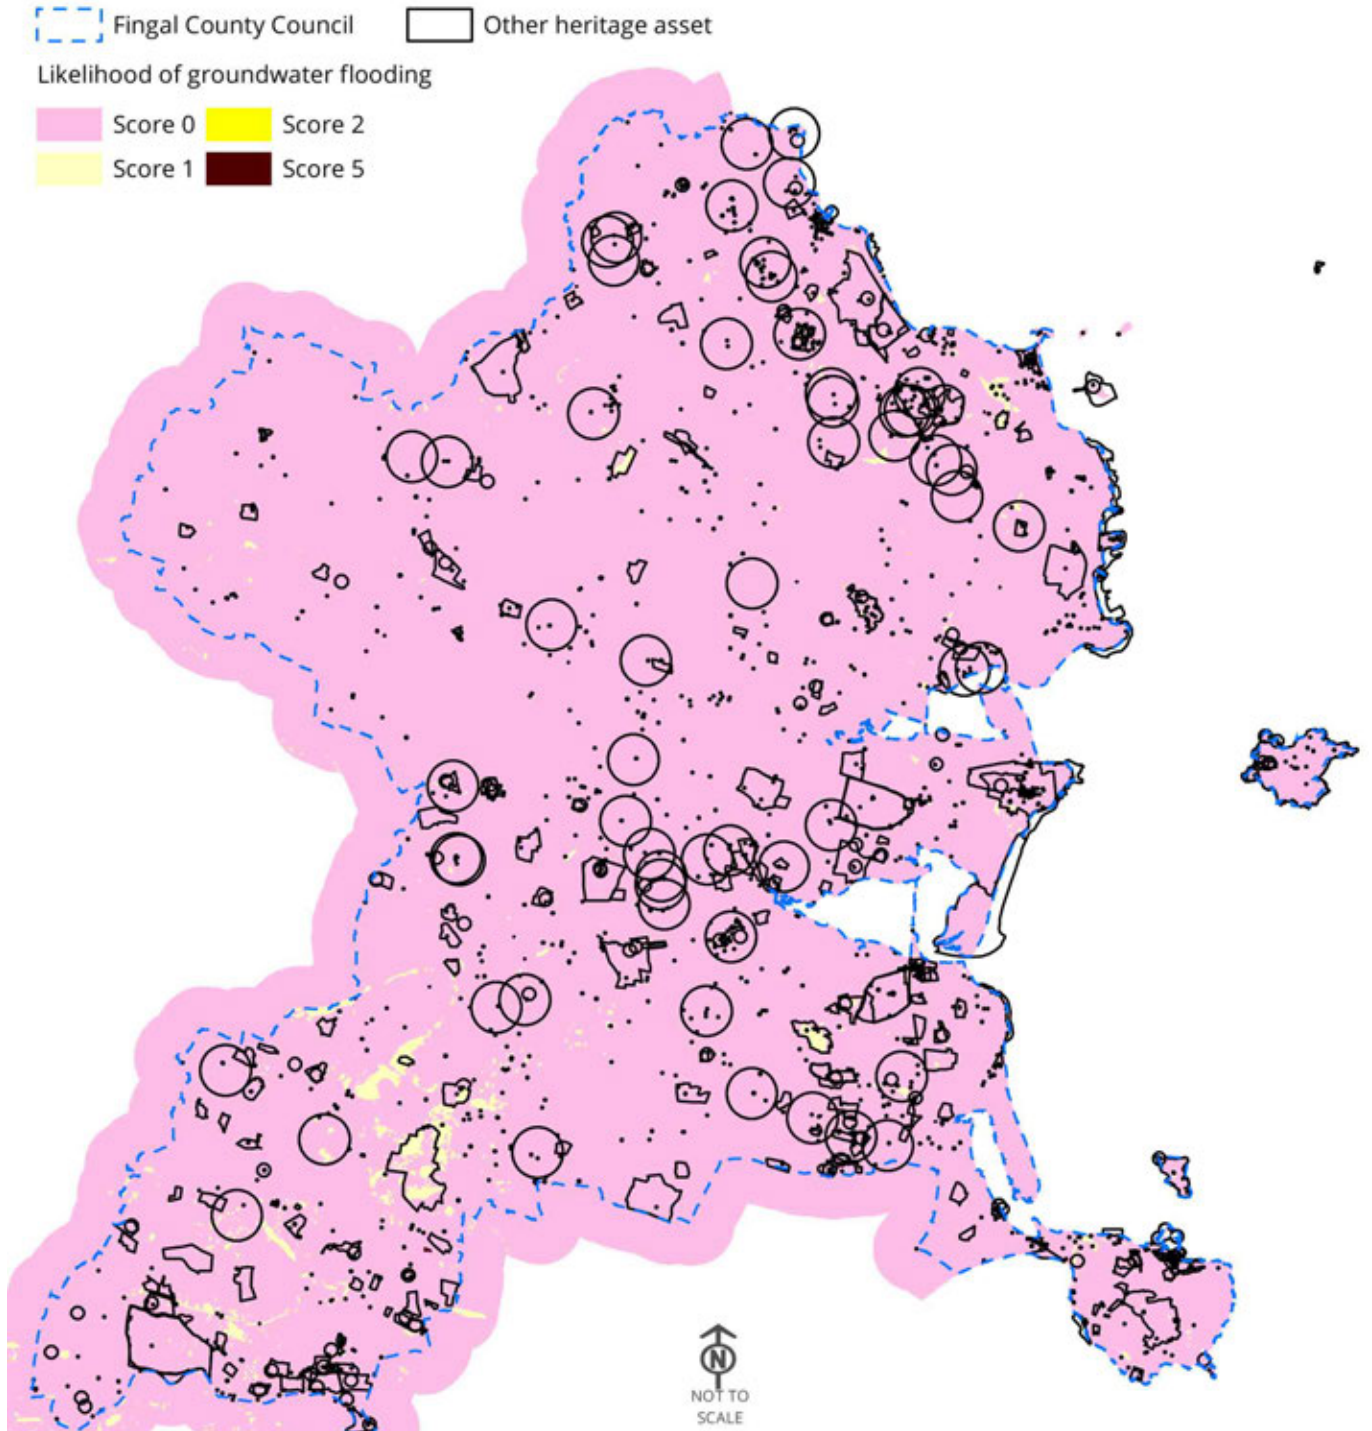 Fingal County Council
Other heritage asset
Likelihood of groundwater flooding
Score 0
Score 2
Score 1
Score 5
N
NOT TO
SCALE